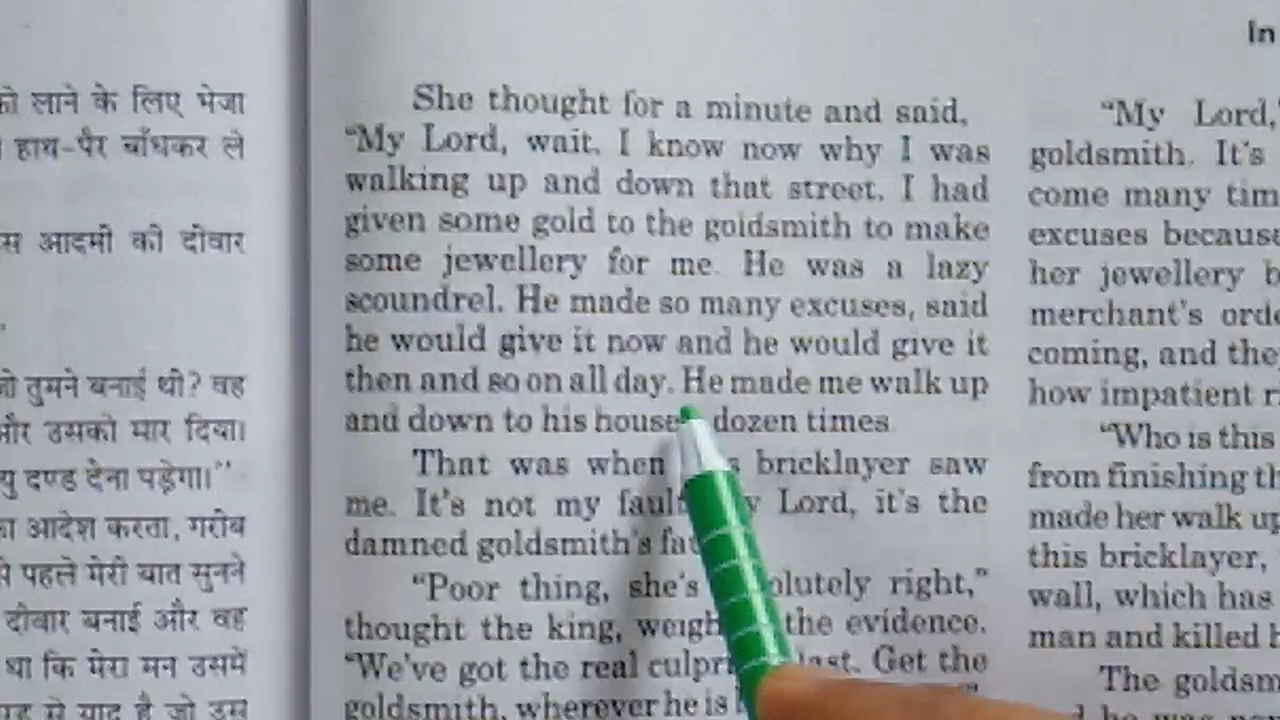 को लाने के लिए भेजा
हाथ-पैर बाँधकर ले
आदमी की दीवार
तुमने बनाई थी? वह
और उसको मार दिया।
दण्ड देना पड़ेगा।''
का आदेश करता, गरीब
पहले मेरी बात सुनने
दीवार बनाई और वह
था कि मेरा मन उसमें
She thought for a minute and said,
"My Lord, wait. I know now why I was
walking up and down that street. I had
given some gold to the goldsmith to make
some jewellery for me. He was a lazy
scoundrel. He made so many excuses, said
he would give it now and he would give it
then and so on all day. He made me walk up
and down to his house dozen times
That was when bricklayer saw
me. It's not my fault Lord, it's the
damned goldsmith's
"Poor thing, she's right,"
thought the king, the evidence.
"We've got the real Get the
goldsmith, wherever he is
In
"My Lord,
goldsmith. It's
come many
excuses
her jewellery
merchant's
coming, and
how impatient
"Who is this
from finishing
made her walk up
this bricklayer,
wall, which has
man and killed
The